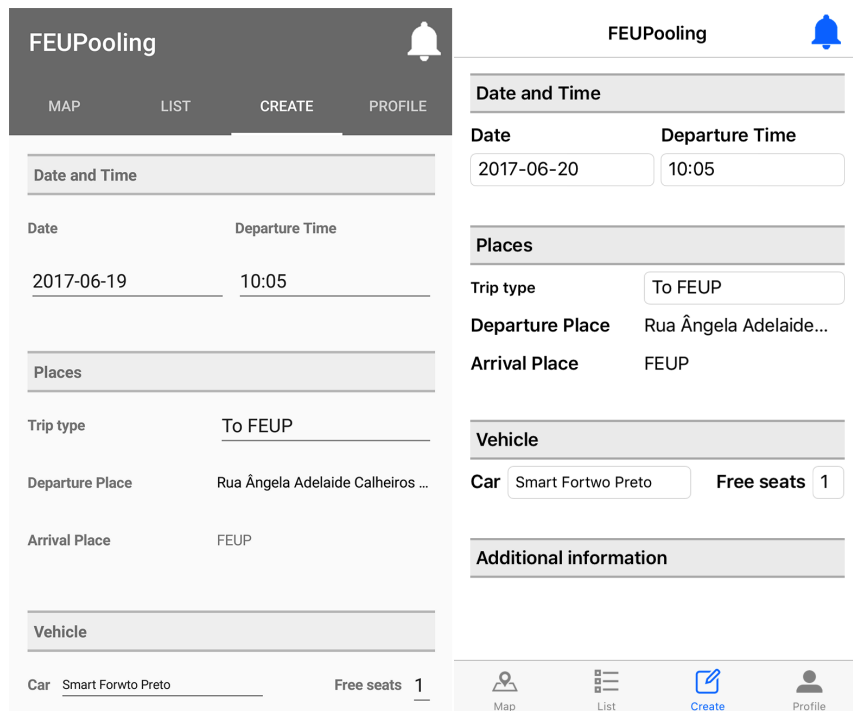 FEUPooling
MAP LIST CREATE PROFILE
Date and Time
Date Departure Time
2017-06-19 10:05
Places
Trip type To FEUP
Departure Place Rua Ângela Adelaide Calheiros ...
Arrival Place FEUP
Vehicle
Car Smart Forwto Preto Free seats 1
FEUPooling
Date and Time
Date Departure Time
2017-06-20 10:05
Places
Trip type To FEUP
Departure Place Rua Ângela Adelaide...
Arrival Place FEUP
Vehicle
Car Smart Fortwo Preto Free seats 1
Additional information
Map List Create Profile